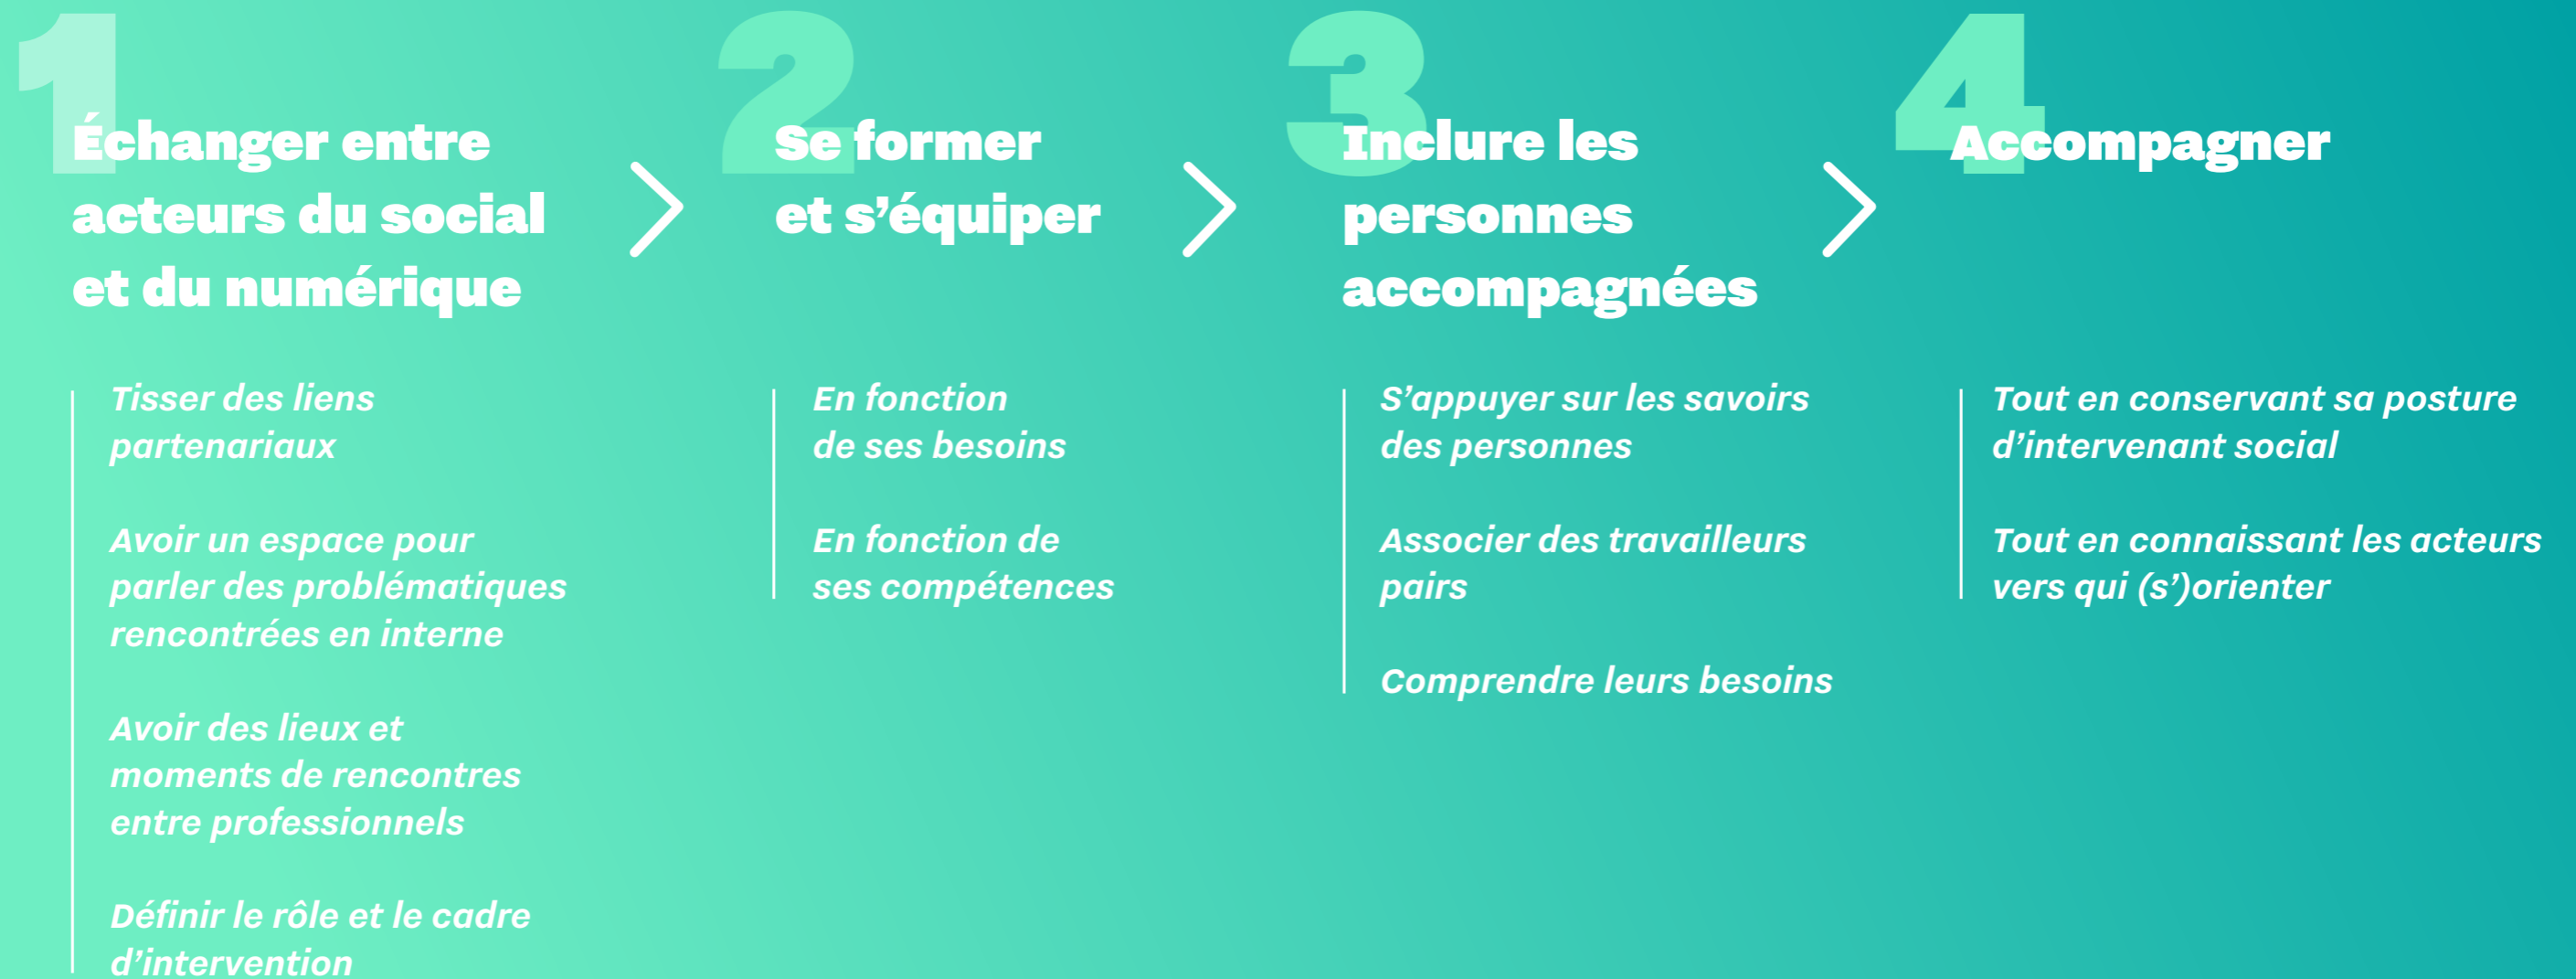 1
Échanger entre
acteurs du social
et du numérique
Tisser des liens
partenariaux
Avoir un espace pour
parler des problématiques
rencontrées en interne
Avoir des lieux et
moments de rencontres
entre professionnels
Définir le rôle et le cadre
d’intervention
2
Se former
et s’équiper
En fonction
de ses besoins
En fonction de
ses compétences
3
Inclure les
personnes
accompagnées
S’appuyer sur les savoirs
des personnes
Associer des travailleurs
pairs
Comprendre leurs besoins
4
Accompagner
Tout en conservant sa posture
d’intervenant social
Tout en connaissant les acteurs
vers qui (s’)orienter